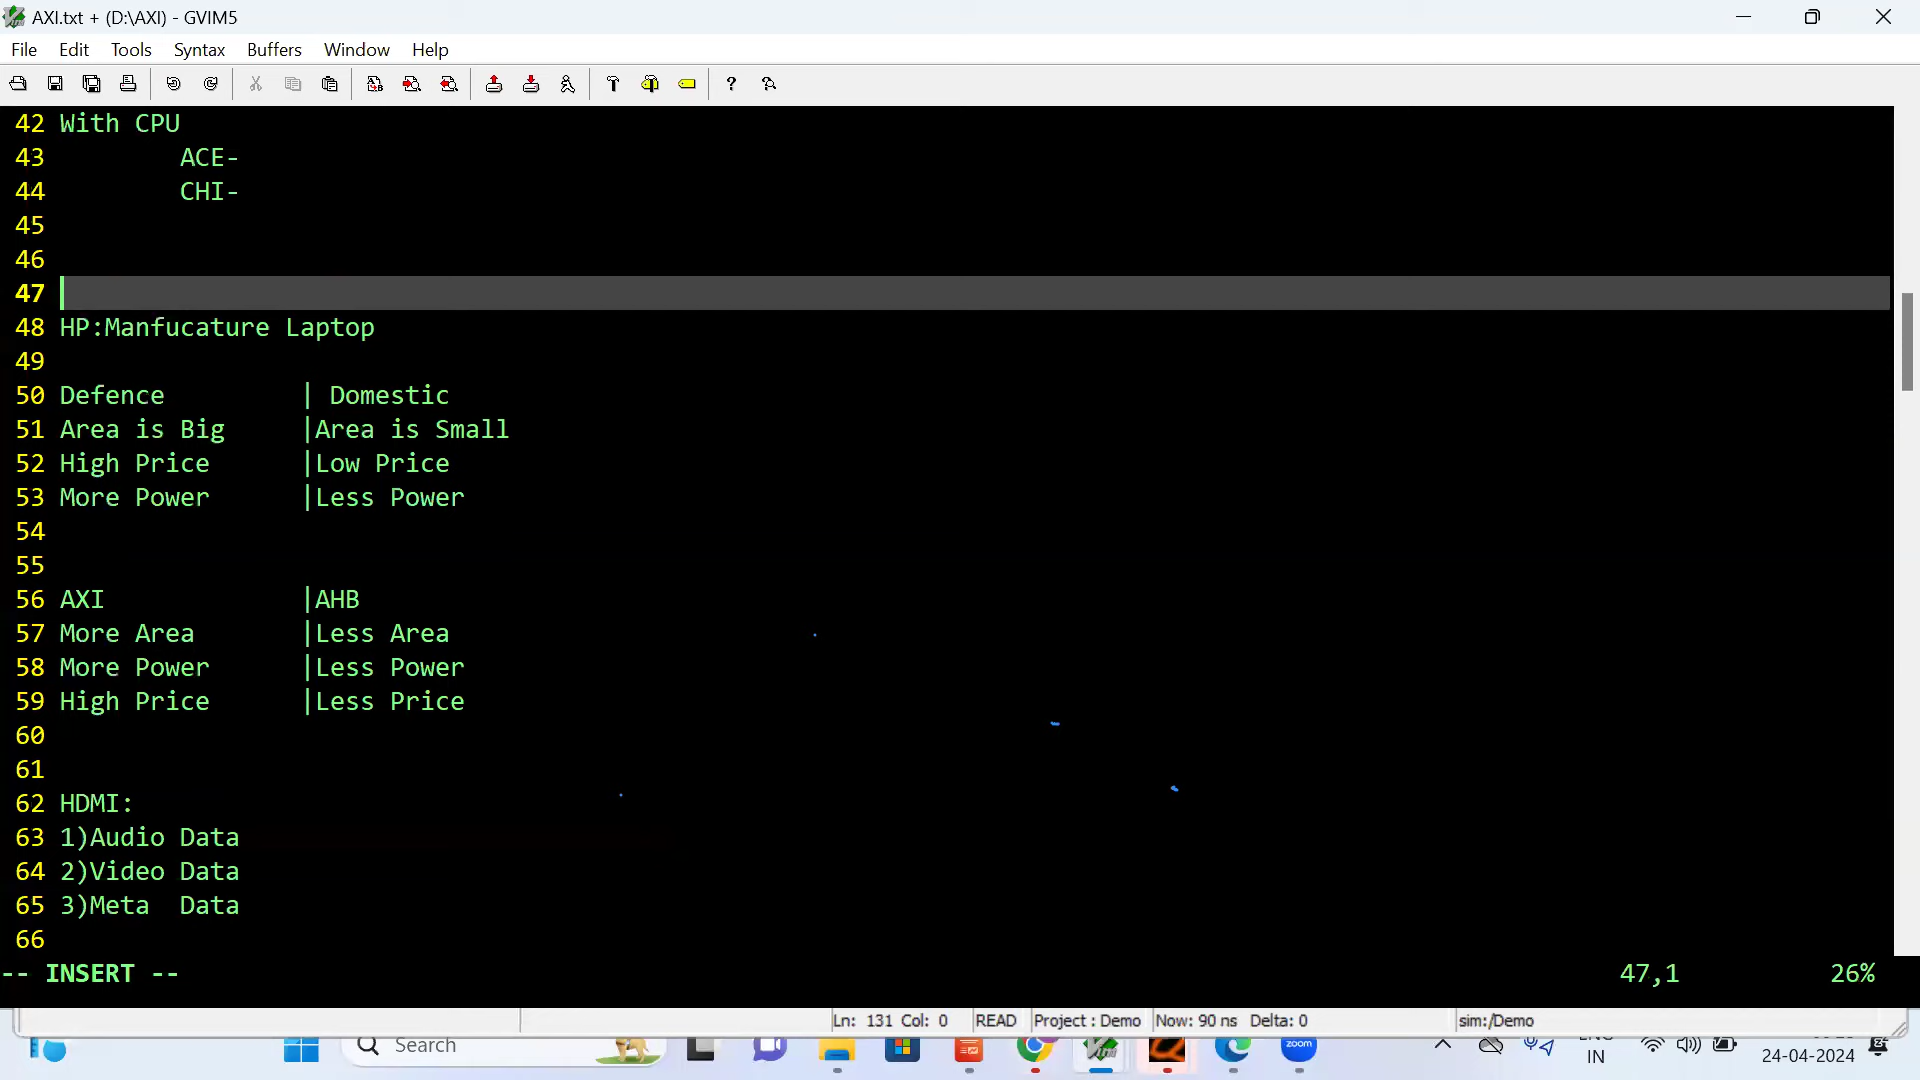 AXI.txt + (D:\AXI) - GVIM5
File Edit Tools Syntax Buffers Window Help
42 With CPU
43 ACE-
44 CHI-
45
46
47
48 HP:Manfucature Laptop
49
50 Defence | Domestic
51 Area is Big |Area is Small
52 High Price |Low Price
53 More Power |Less Power
54
55
56 AXI |AHB
57 More Area |Less Area
58 More Power |Less Power
59 High Price |Less Price
60
61
62 HDMI:
63 1)Audio Data
64 2)Video Data
65 3)Meta  Data
66
-- INSERT -- 47,1 26%
Ln: 131 Col: 0 READ Project : Demo Now: 90 ns Delta: 0 sim:/Demo
Search zoom
IN 24-04-2024